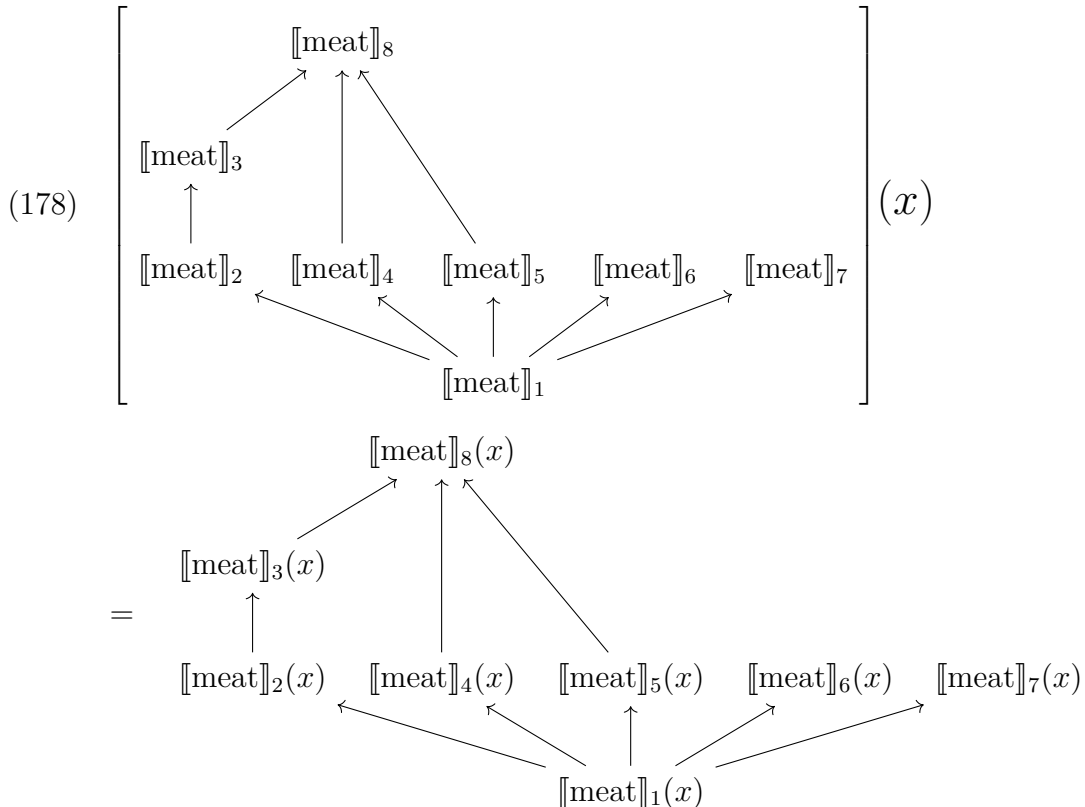 ⟦meat⟧₈
⟦meat⟧₃
(178) (x)
⟦meat⟧₂ ⟦meat⟧₄ ⟦meat⟧₅ ⟦meat⟧₆ ⟦meat⟧₇
⟦meat⟧₁
⟦meat⟧₈(x)
⟦meat⟧₃(x)
=
⟦meat⟧₂(x) ⟦meat⟧₄(x) ⟦meat⟧₅(x) ⟦meat⟧₆(x) ⟦meat⟧₇(x)
⟦meat⟧₁(x)